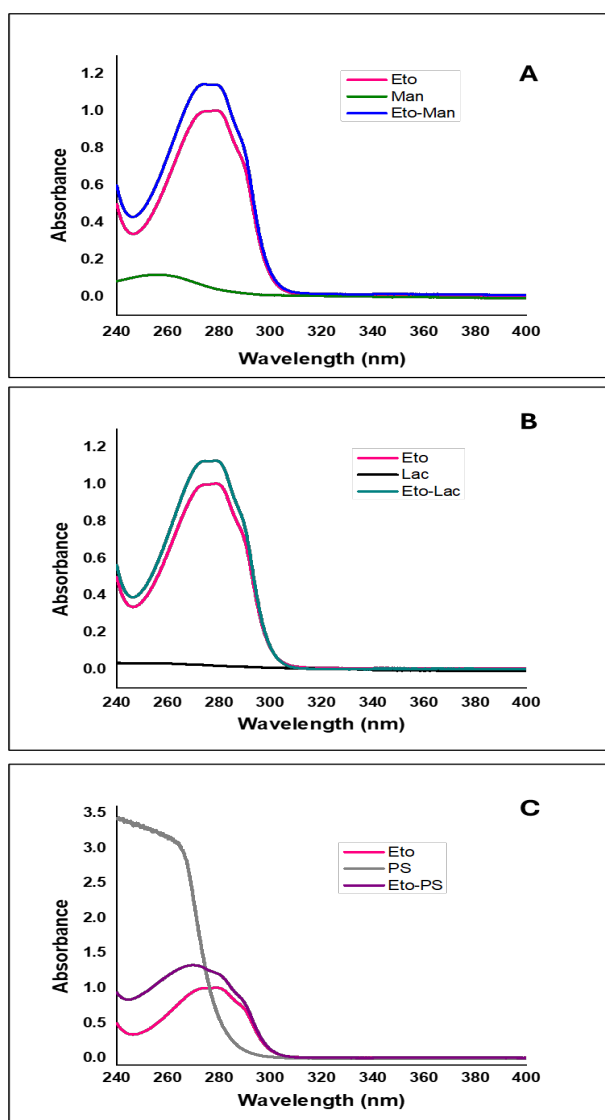 A
Eto
Man
Eto-Man
1.2
1.0
0.8
0.6
0.4
0.2
0.0
Absorbance
240 260 280 300 320 340 360 380 400
Wavelength (nm)
B
Eto
Lac
Eto-Lac
1.2
1.0
0.8
0.6
0.4
0.2
0.0
Absorbance
240 260 280 300 320 340 360 380 400
Wavelength (nm)
C
Eto
PS
Eto-PS
3.5
3.0
2.5
2.0
1.5
1.0
0.5
0.0
Absorbance
240 260 280 300 320 340 360 380 400
Wavelength (nm)